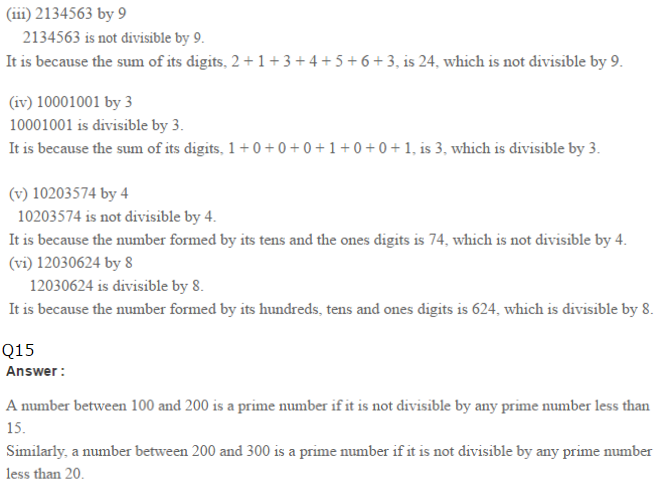 (iii) 2134563 by 9
2134563 is not divisible by 9.
It is because the sum of its digits, 2 + 1 + 3 + 4 + 5 + 6 + 3, is 24, which is not divisible by 9.
(iv) 10001001 by 3
10001001 is divisible by 3.
It is because the sum of its digits, 1 + 0 + 0 + 0 + 1 + 0 + 0 + 1, is 3, which is divisible by 3.
(v) 10203574 by 4
10203574 is not divisible by 4.
It is because the number formed by its tens and the ones digits is 74, which is not divisible by 4.
(vi) 12030624 by 8
12030624 is divisible by 8.
It is because the number formed by its hundreds, tens and ones digits is 624, which is divisible by 8.
Q15
Answer :
A number between 100 and 200 is a prime number if it is not divisible by any prime number less than
15.
Similarly, a number between 200 and 300 is a prime number if it is not divisible by any prime number
less than 20.